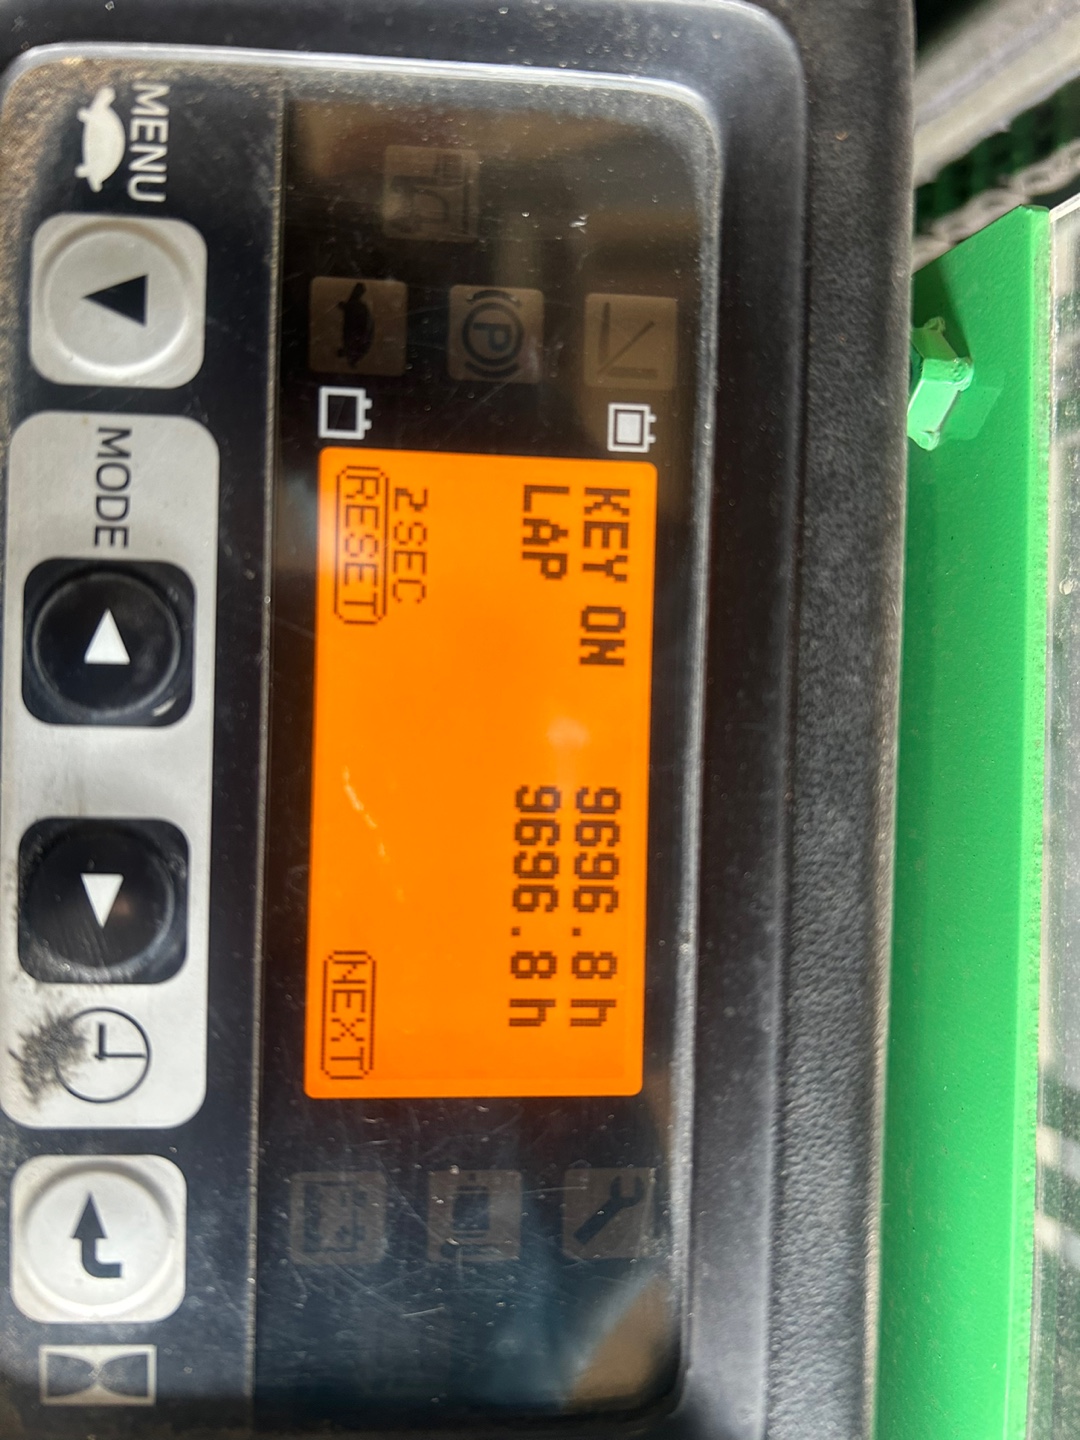 KEY ON 9696.8h
LAP 9696.8h
2SEC
RESET
NEXT
MENU
MODE
P